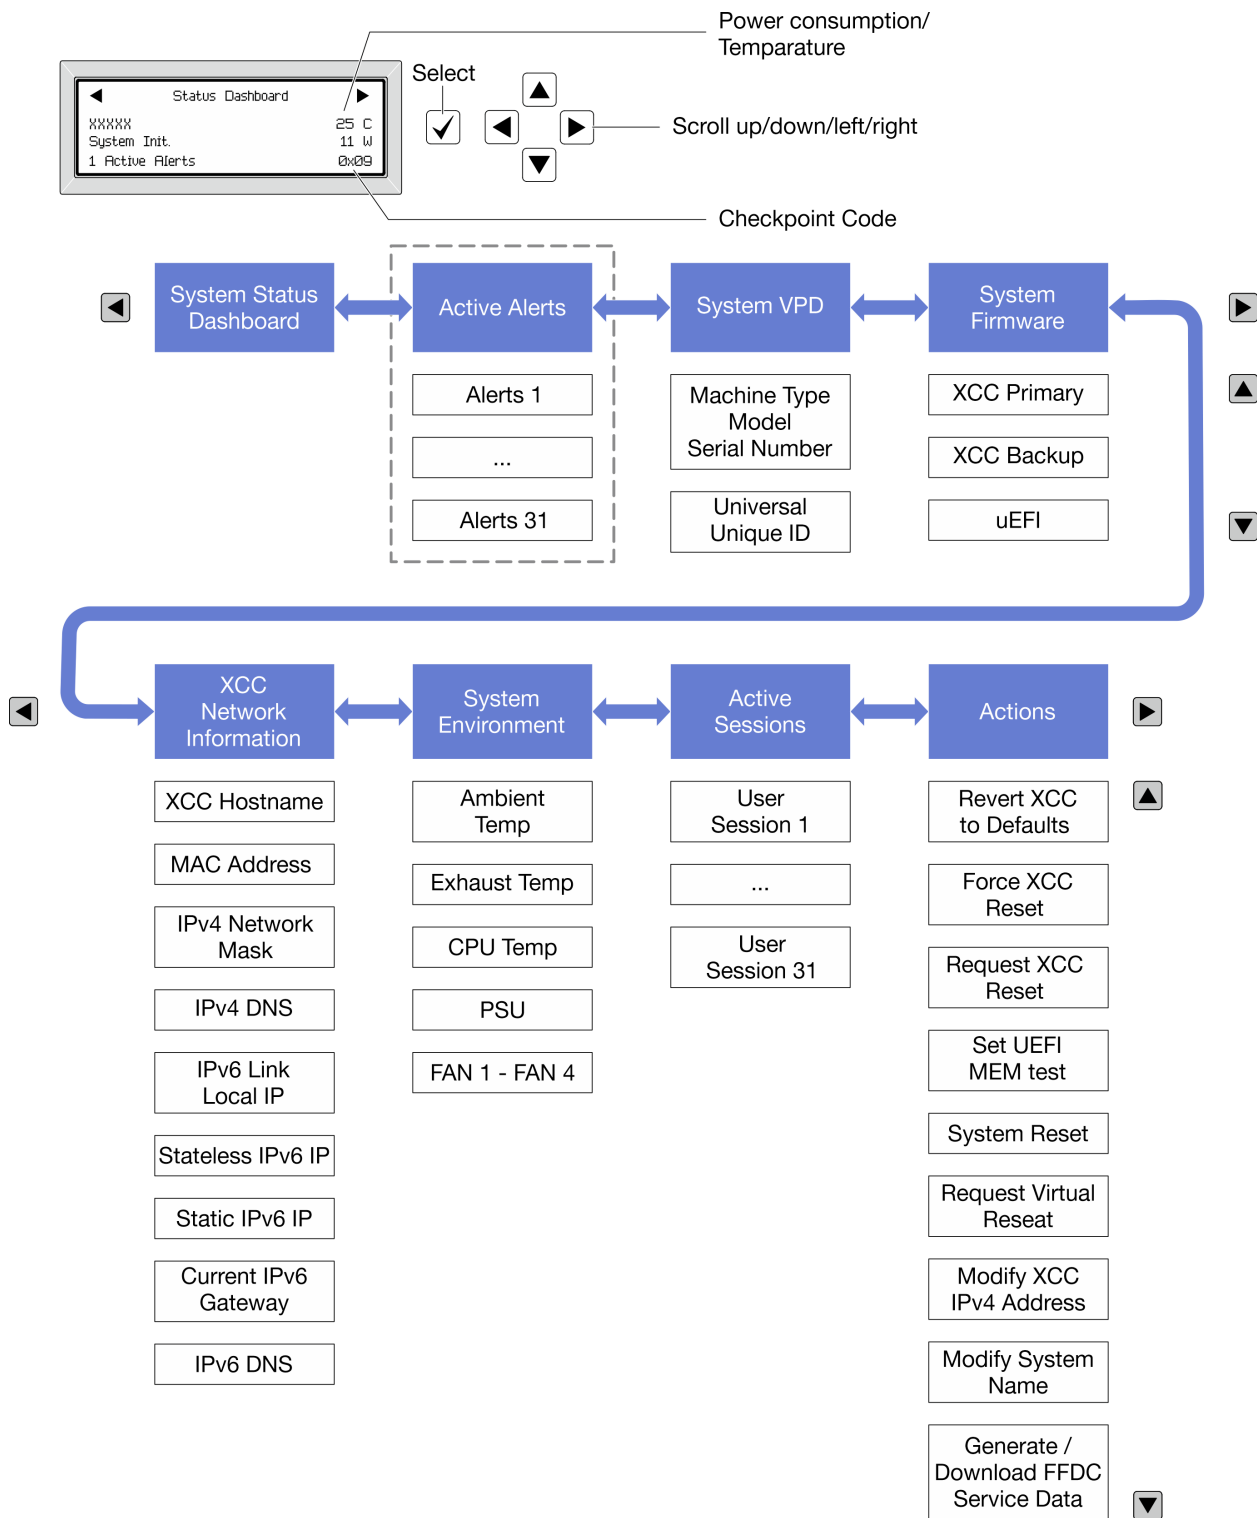 Power consumption/
Temparature
Select
Status Dashboard
XXXXX 25 C
System Init. 11 W
1 Active Alerts 0x09
Scroll up/down/left/right
Checkpoint Code
System Status
Dashboard
Active Alerts
System VPD
System
Firmware
Alerts 1
...
Alerts 31
Machine Type
Model
Serial Number
Universal
Unique ID
XCC Primary
XCC Backup
uEFI
XCC
Network
Information
System
Environment
Active
Sessions
Actions
XCC Hostname
MAC Address
IPv4 Network
Mask
IPv4 DNS
IPv6 Link
Local IP
Stateless IPv6 IP
Static IPv6 IP
Current IPv6
Gateway
IPv6 DNS
Ambient
Temp
Exhaust Temp
CPU Temp
PSU
FAN 1 - FAN 4
User
Session 1
...
User
Session 31
Revert XCC
to Defaults
Force XCC
Reset
Request XCC
Reset
Set UEFI
MEM test
System Reset
Request Virtual
Reseat
Modify XCC
IPv4 Address
Modify System
Name
Generate /
Download FFDC
Service Data